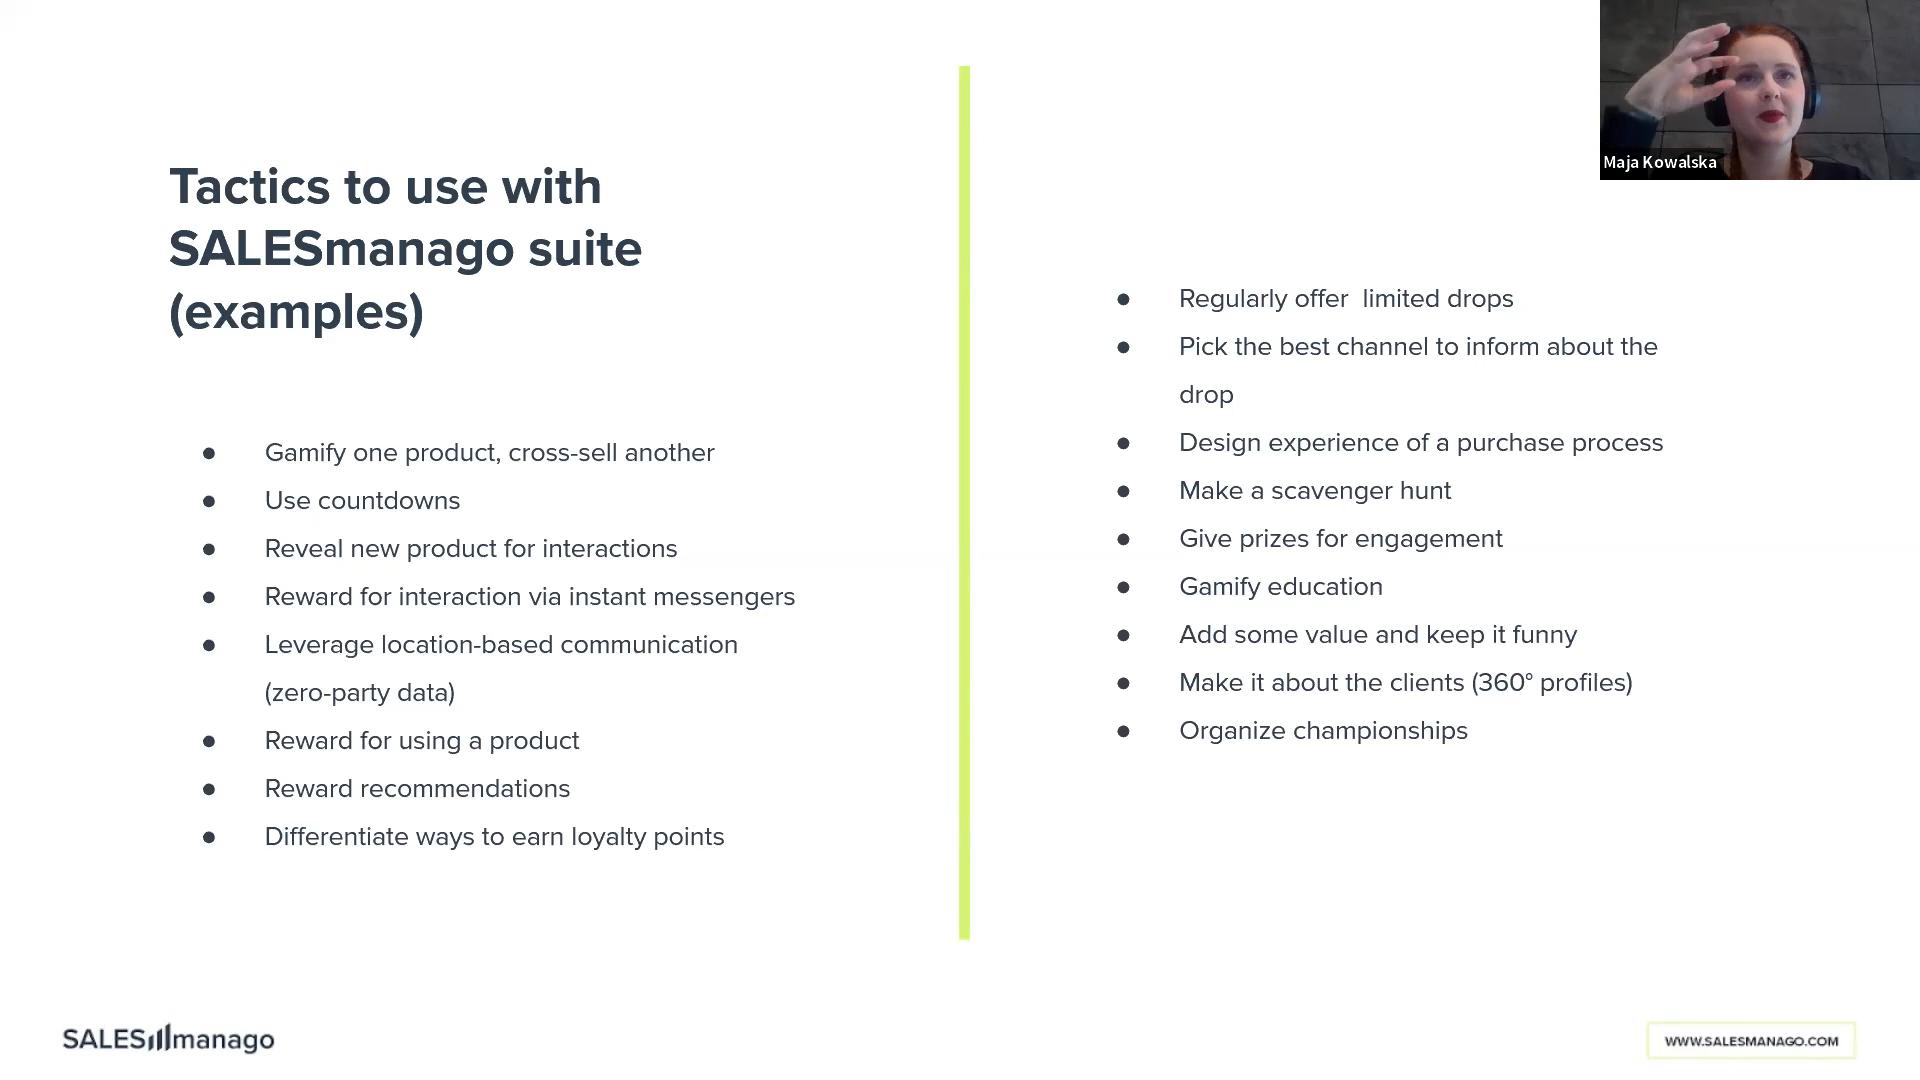 Tactics to use with
SALESmanago suite
(examples)
● Gamify one product, cross-sell another
● Use countdowns
● Reveal new product for interactions
● Reward for interaction via instant messengers
● Leverage location-based communication
(zero-party data)
● Reward for using a product
● Reward recommendations
● Differentiate ways to earn loyalty points
● Regularly offer  limited drops
● Pick the best channel to inform about the
drop
● Design experience of a purchase process
● Make a scavenger hunt
● Give prizes for engagement
● Gamify education
● Add some value and keep it funny
● Make it about the clients (360° profiles)
● Organize championships
Maja Kowalska
SALESmanago
WWW.SALESMANAGO.COM